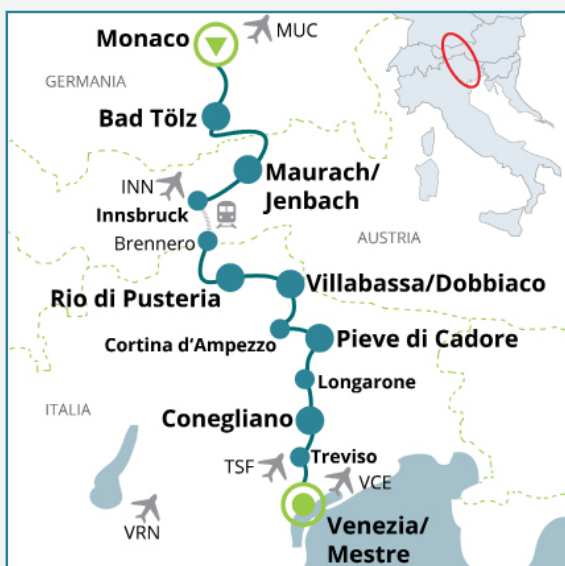 Monaco
MUC
GERMANIA
Bad Tölz
Maurach/
Jenbach
INN
Innsbruck
Brennero
AUSTRIA
Rio di Pusteria
Villabassa/Dobbiaco
Cortina d’Ampezzo
Pieve di Cadore
Longarone
ITALIA
Conegliano
Treviso
TSF
VCE
VRN
Venezia/
Mestre